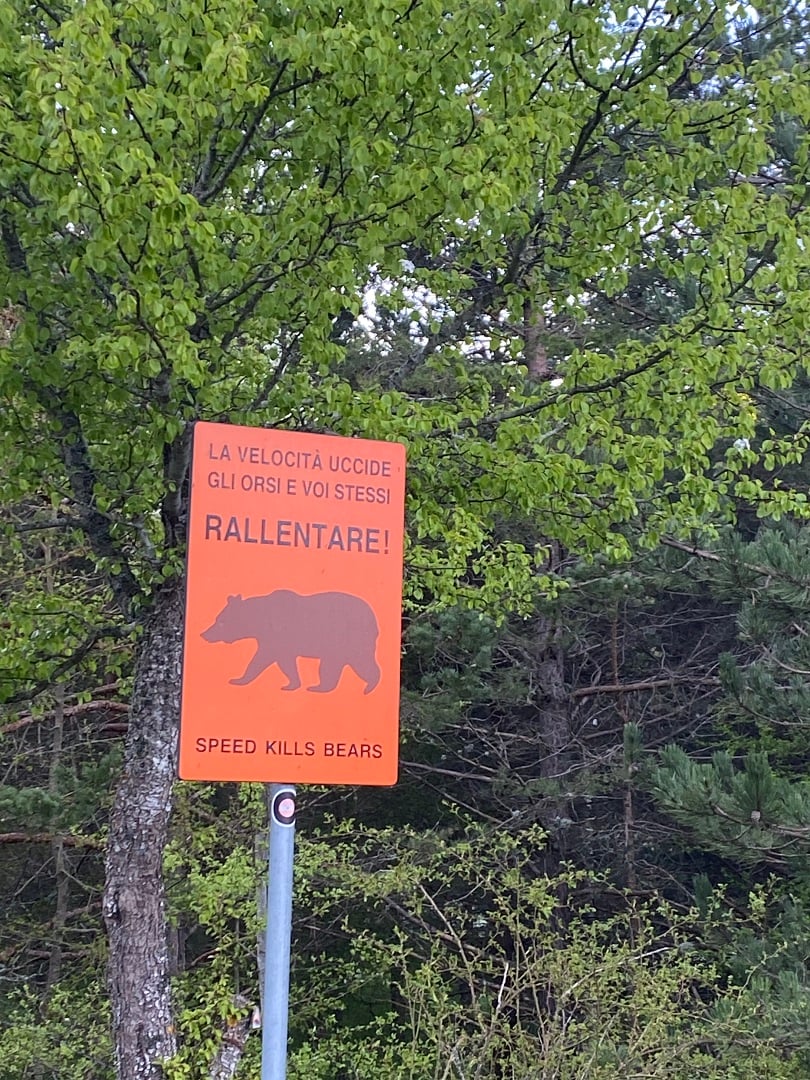 LA VELOCITÀ UCCIDE
GLI ORSI E VOI STESSI
RALLENTARE!
SPEED KILLS BEARS